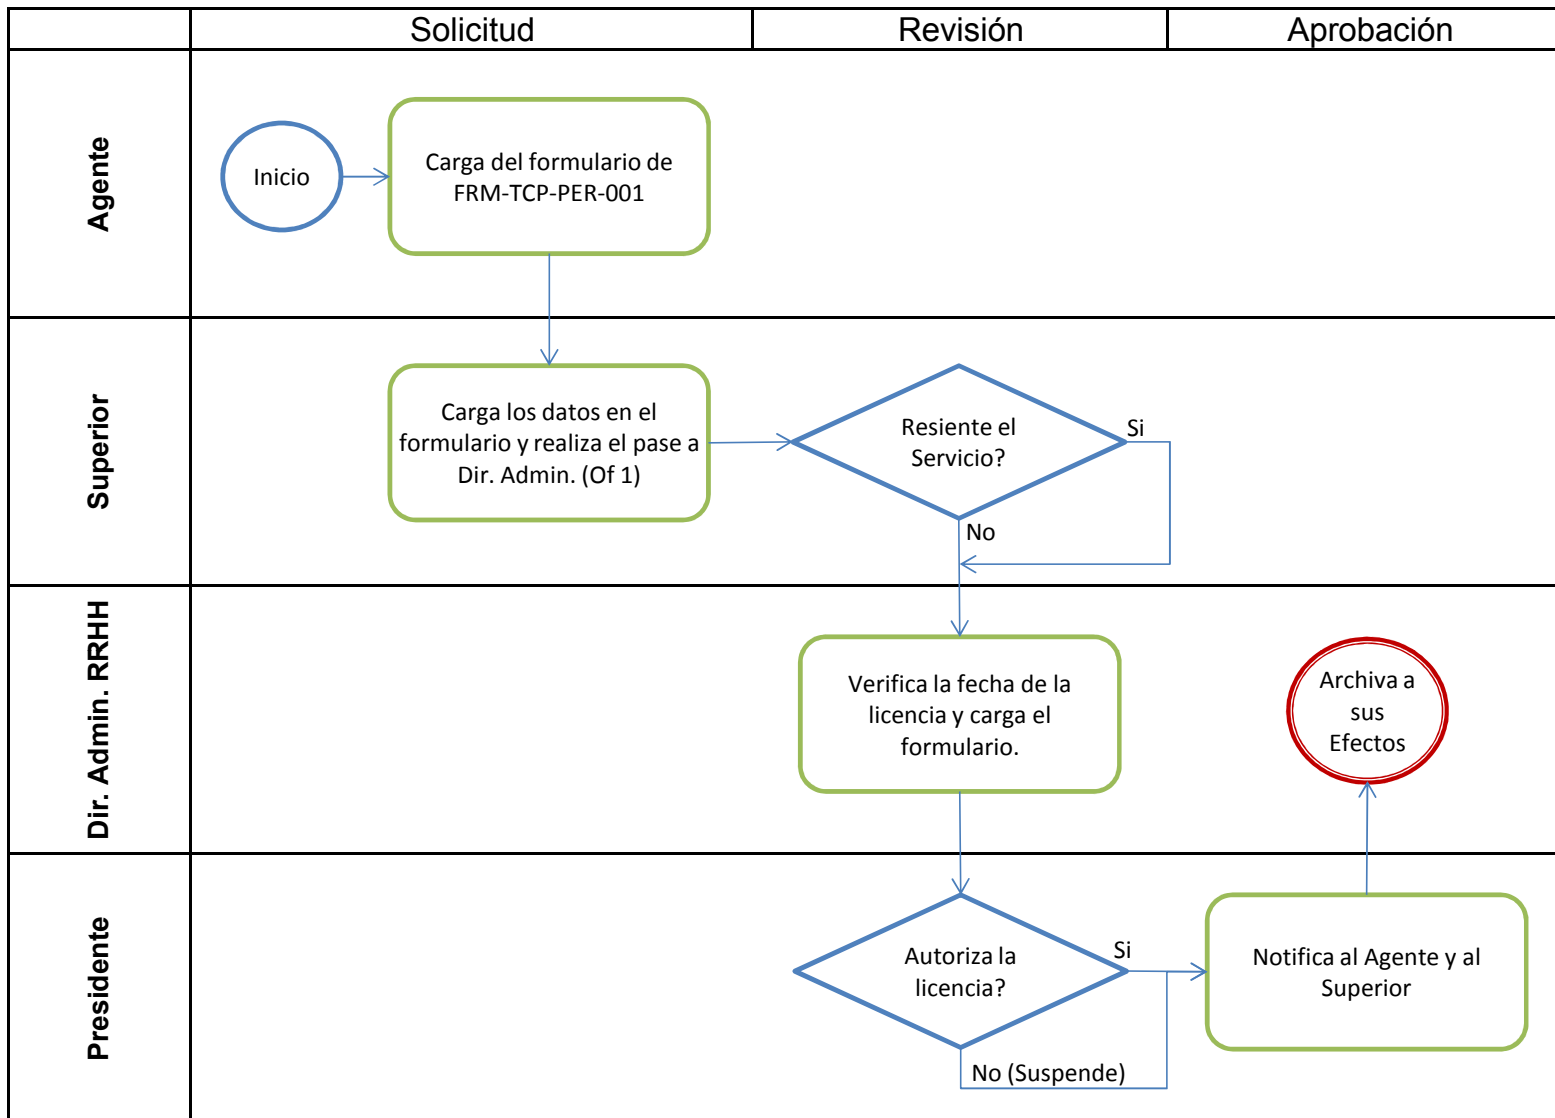 Solicitud
Revisión
Aprobación
Agente
Inicio
Carga del formulario de
FRM-TCP-PER-001
Superior
Carga los datos en el
formulario y realiza el pase a
Dir. Admin. (Of 1)
Resiente el
Servicio?
Si
No
Dir. Admin. RRHH
Verifica la fecha de la
licencia y carga el
formulario.
Archiva a
sus
Efectos
Presidente
Autoriza la
licencia?
Si
No (Suspende)
Notifica al Agente y al
Superior